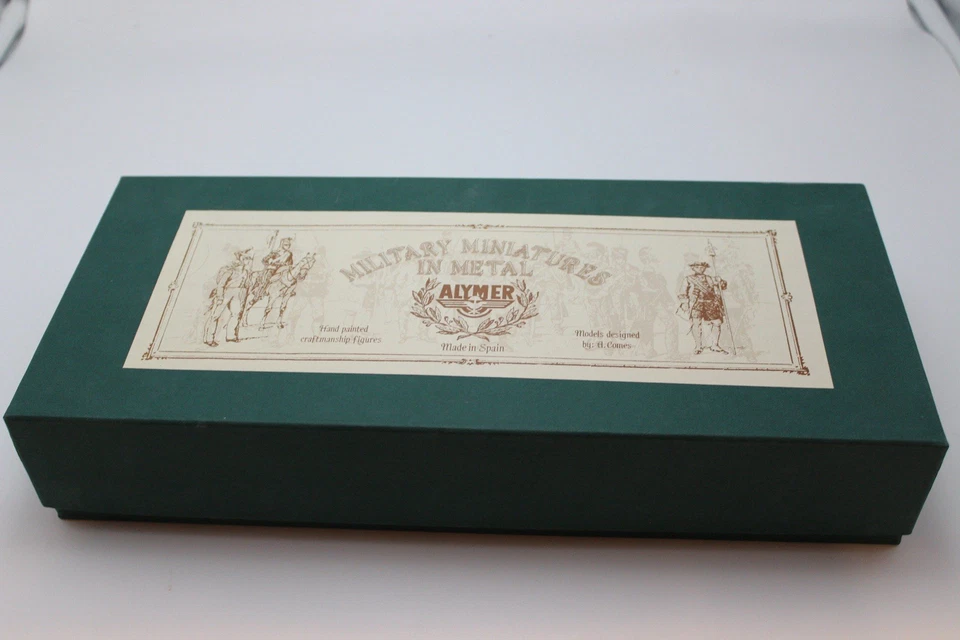 MILITARY MINIATURES
IN METAL
ALYMER
Hand painted
craftmanship figures
Made in Spain
Models designed
by: A. Comes